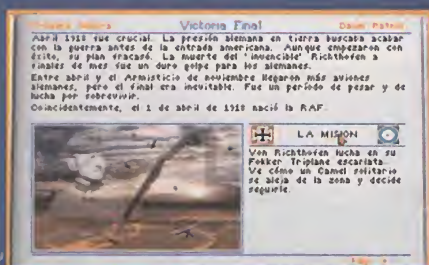 Primera Guerra
Victoria Final
Dawn Patrol
Abril 1918 fue crucial. La presión alemana en tierra buscaba acabar
con la guerra antes de la entrada americana. Aunque empezaron con
éxito, su plan fracasó. La muerte del 'invencible' Richthofen a
finales de mes fue un duro golpe para los alemanes.
Entre abril y el Armisticio de noviembre llegaron más aviones
alemanes, pero el final era inevitable. Fue un período de pesar y de
lucha por sobrevivir.
Coincidentemente, el 1 de abril de 1918 nació la RAF.
LA MISION
Von Richthofen lucha en su
Fokker Triplane escarlata.
Ve cómo un Camel solitario
se aleja de la zona y decide
seguirle.